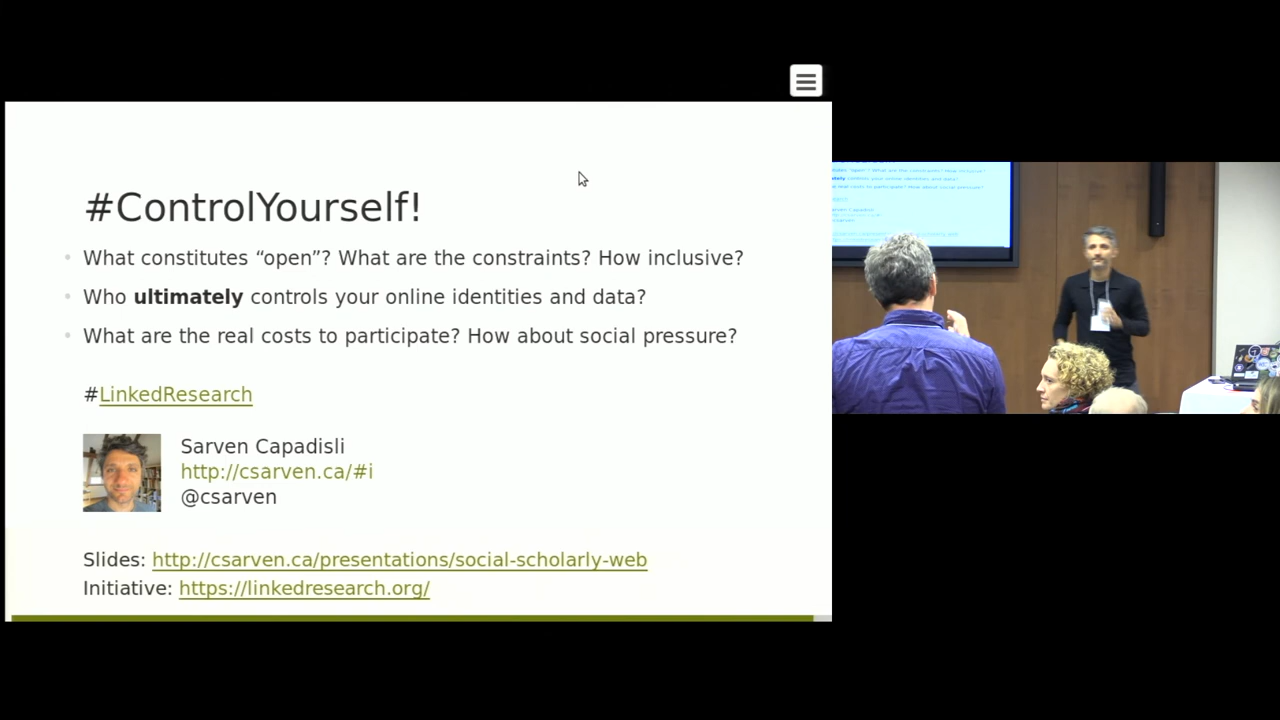 #ControlYourself!
What constitutes “open”? What are the constraints? How inclusive?
Who ultimately controls your online identities and data?
What are the real costs to participate? How about social pressure?
#LinkedResearch
Sarven Capadisli
http://csarven.ca/#i
@csarven
Slides: http://csarven.ca/presentations/social-scholarly-web
Initiative: https://linkedresearch.org/